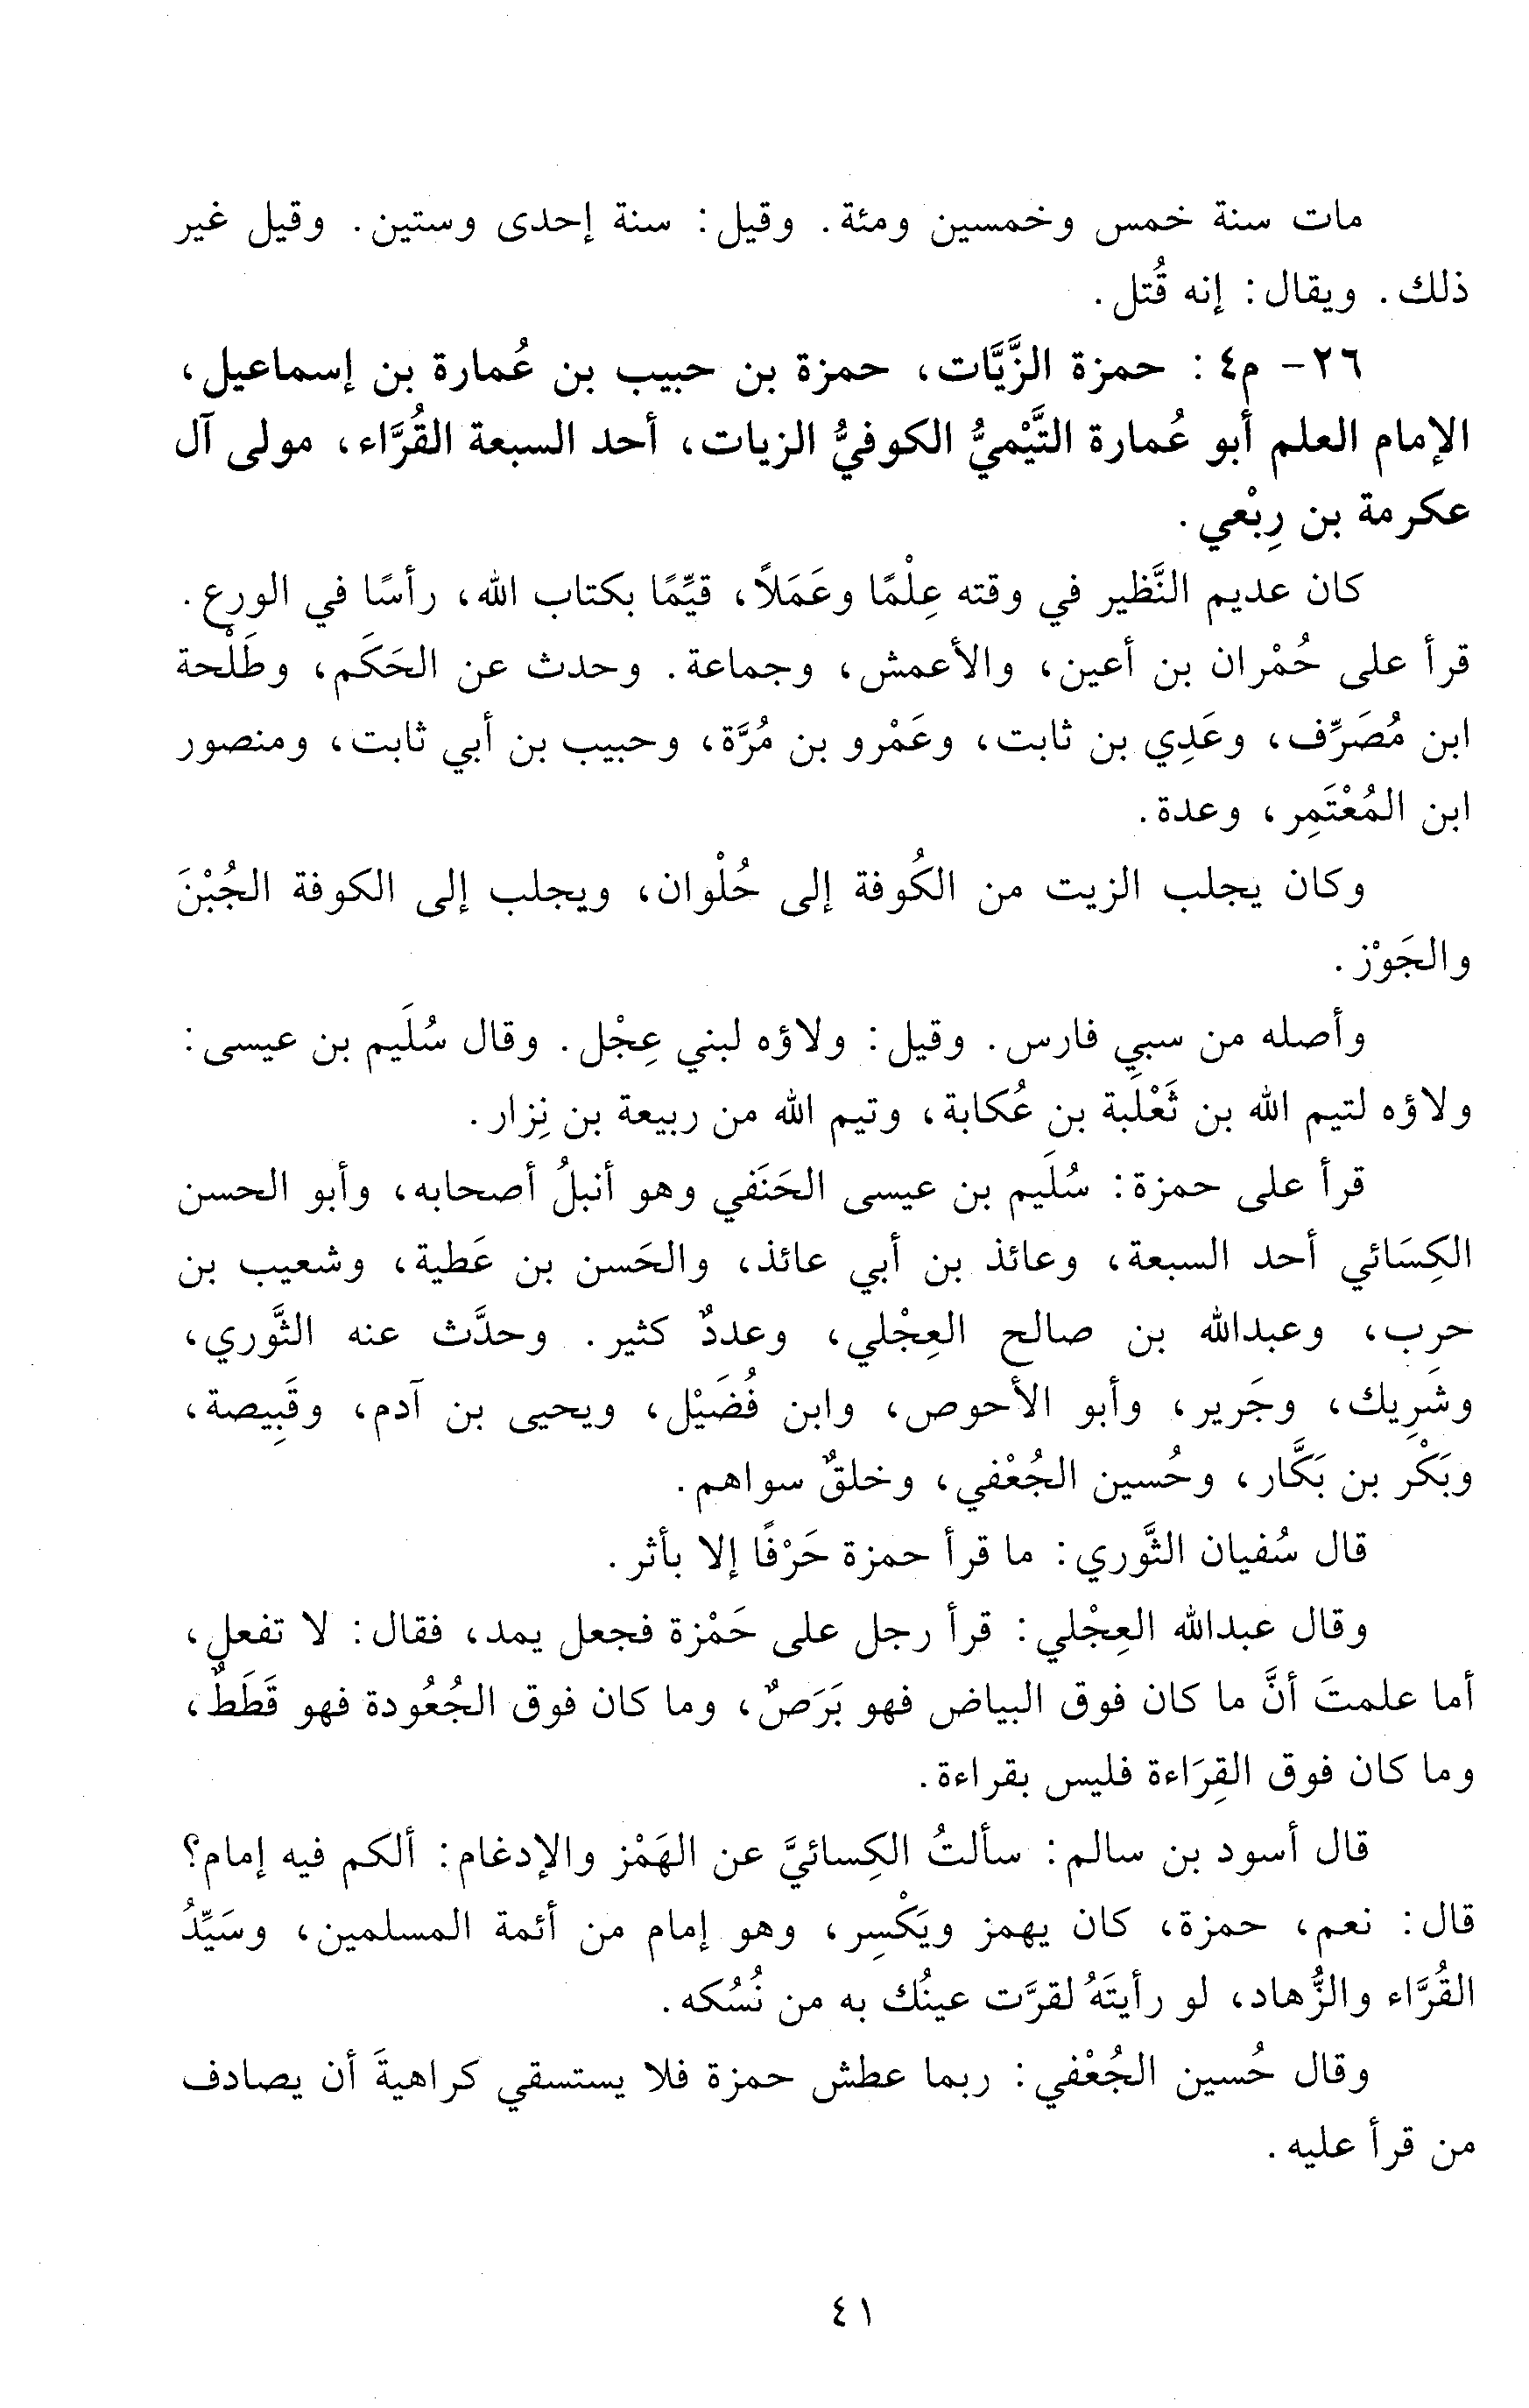 مات سنة خمس وخمسين ومئة. وقيل: سنة إحدى وستين. وقيل غير
ذلك. ويقال: إنه قُتل.
٢٦- م٤: حمزة الزَّيَّات، حمزة بن حبيب بن عُمارة بن إسماعيل،
الإمام العلم أبو عُمارة التَّيْميُّ الكوفيُّ الزيات، أحد السبعة القُرَّاء، مولى آل
عكرمة بن رِبْعي.
كان عديم النَّظير في وقته عِلْمًا وعَمَلاً، قيِّمًا بكتاب الله، رأسًا في الورع.
قرأ على حُمْران بن أعين، والأعمش، وجماعة. وحدث عن الحَكَم، وطَلْحة
ابن مُصَرِّف، وعَدِي بن ثابت، وعَمْرو بن مُرَّة، وحبيب بن أبي ثابت، ومنصور
ابن المُعْتَمِر، وعدة.
وكان يجلب الزيت من الكُوفة إلى حُلْوان، ويجلب إلى الكوفة الجُبْنَ
والجَوْز.
وأصله من سبي فارس. وقيل: ولاؤه لبني عِجْل. وقال سُلَيم بن عيسى:
ولاؤه لتيم الله بن ثَعْلَبة بن عُكابة، وتيم الله من ربيعة بن نِزار.
قرأ على حمزة: سُلَيم بن عيسى الحَنَفي وهو أنبلُ أصحابه، وأبو الحسن
الكِسَائي أحد السبعة، وعائذ بن أبي عائذ، والحَسن بن عَطية، وشعيب بن
حرب، وعبدالله بن صالح العِجْلي، وعددٌ كثير. وحدَّث عنه الثَّوري،
وشَرِيك، وجَرير، وأبو الأحوص، وابن فُضَيْل، ويحيى بن آدم، وقَبِيصة،
وبَكْر بن بَكَّار، وحُسين الجُعْفي، وخلقٌ سواهم.
قال سُفيان الثَّوري: ما قرأ حمزة حَرْفًا إلا بأثر.
وقال عبدالله العِجْلي: قرأ رجل على حَمْزة فجعل يمد، فقال: لا تفعل،
أما علمتَ أنَّ ما كان فوق البياض فهو بَرَصٌ، وما كان فوق الجُعُودة فهو قَطَطٌ،
وما كان فوق القِرَاءة فليس بقراءة.
قال أسود بن سالم: سألتُ الكِسائيَّ عن الهَمْز والإدغام: ألكم فيه إمام؟
قال: نعم، حمزة، كان يهمز ويَكْسِر، وهو إمام من أئمة المسلمين، وسَيِّدُ
القُرَّاء والزُّهاد، لو رأيتَهُ لقرَّت عينُك به من نُسُكه.
وقال حُسين الجُعْفي: ربما عطش حمزة فلا يستسقي كراهيةَ أن يصادف
من قرأ عليه.
٤١